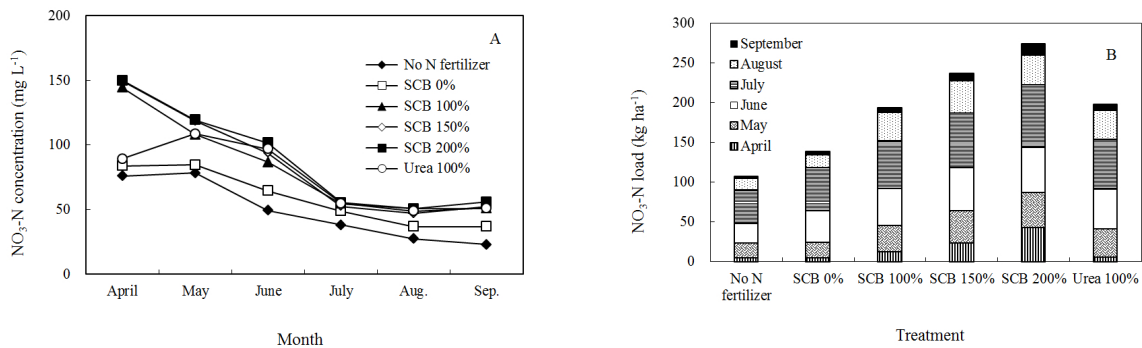 200
150
100
50
0
NO₃-N concentration (mg L⁻¹)
A
No N fertilizer
SCB 0%
SCB 100%
SCB 150%
SCB 200%
Urea 100%
April May June July Aug. Sep.
Month
300
250
200
150
100
50
0
NO₃-N load (kg ha⁻¹)
B
September
August
July
June
May
April
No N fertilizer SCB 0% SCB 100% SCB 150% SCB 200% Urea 100%
Treatment